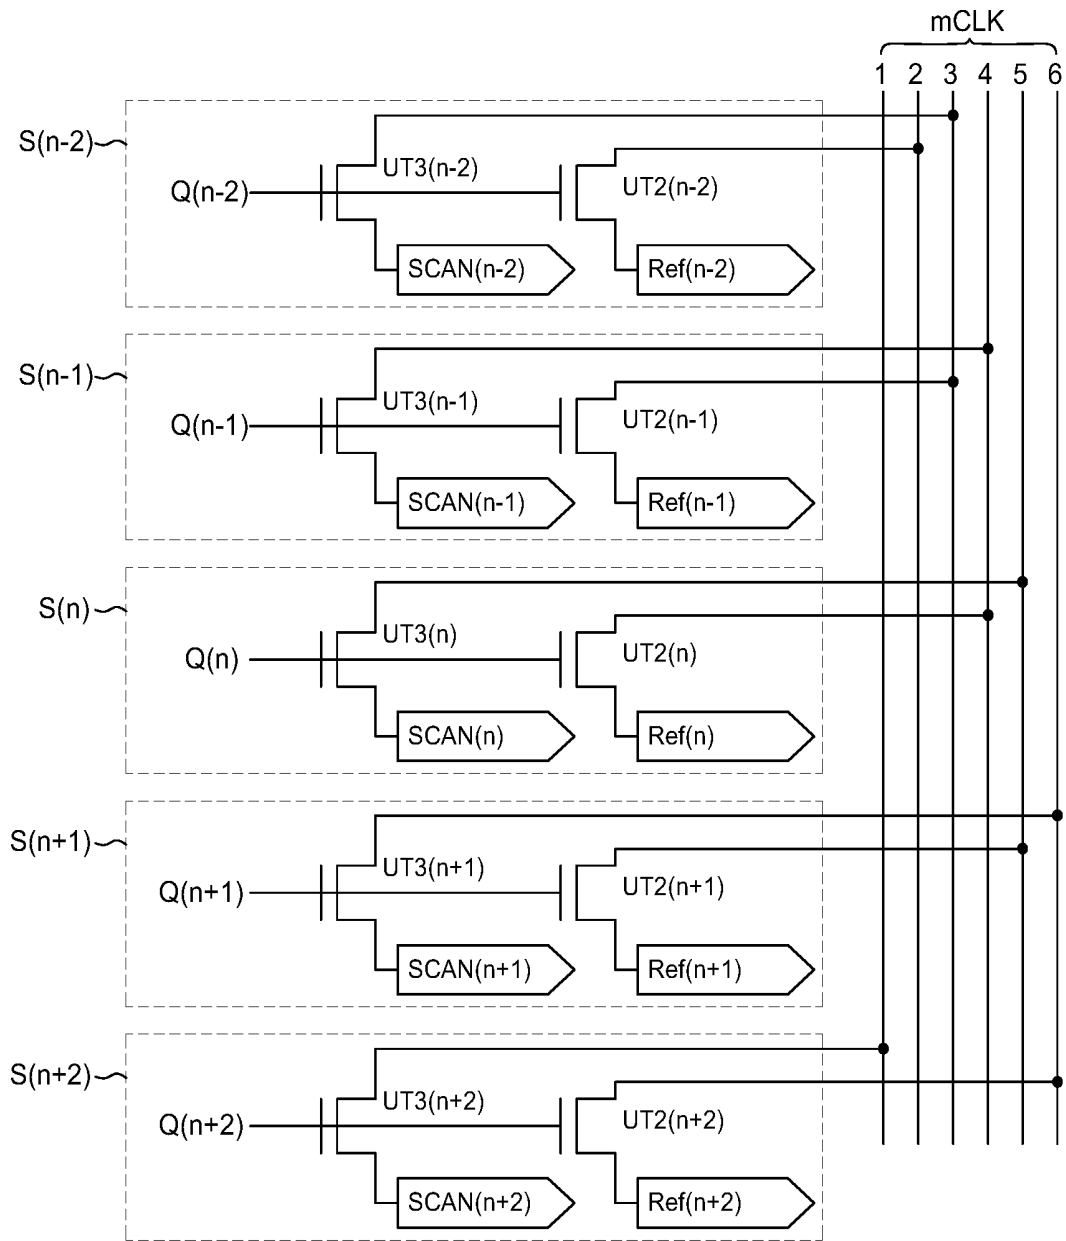 mCLK
1 2 3 4 5 6
S(n-2)
UT3(n-2)
Q(n-2)
UT2(n-2)
SCAN(n-2)
Ref(n-2)
S(n-1)
UT3(n-1)
Q(n-1)
UT2(n-1)
SCAN(n-1)
Ref(n-1)
S(n)
UT3(n)
Q(n)
UT2(n)
SCAN(n)
Ref(n)
S(n+1)
UT3(n+1)
Q(n+1)
UT2(n+1)
SCAN(n+1)
Ref(n+1)
S(n+2)
UT3(n+2)
Q(n+2)
UT2(n+2)
SCAN(n+2)
Ref(n+2)